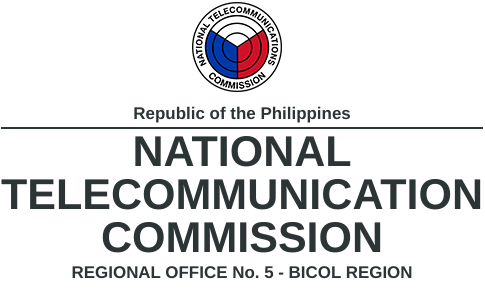 NATIONAL TELECOMMUNICATIONS
COMMISSION
Republic of the Philippines
NATIONAL
TELECOMMUNICATION
COMMISSION
REGIONAL OFFICE No. 5 - BICOL REGION